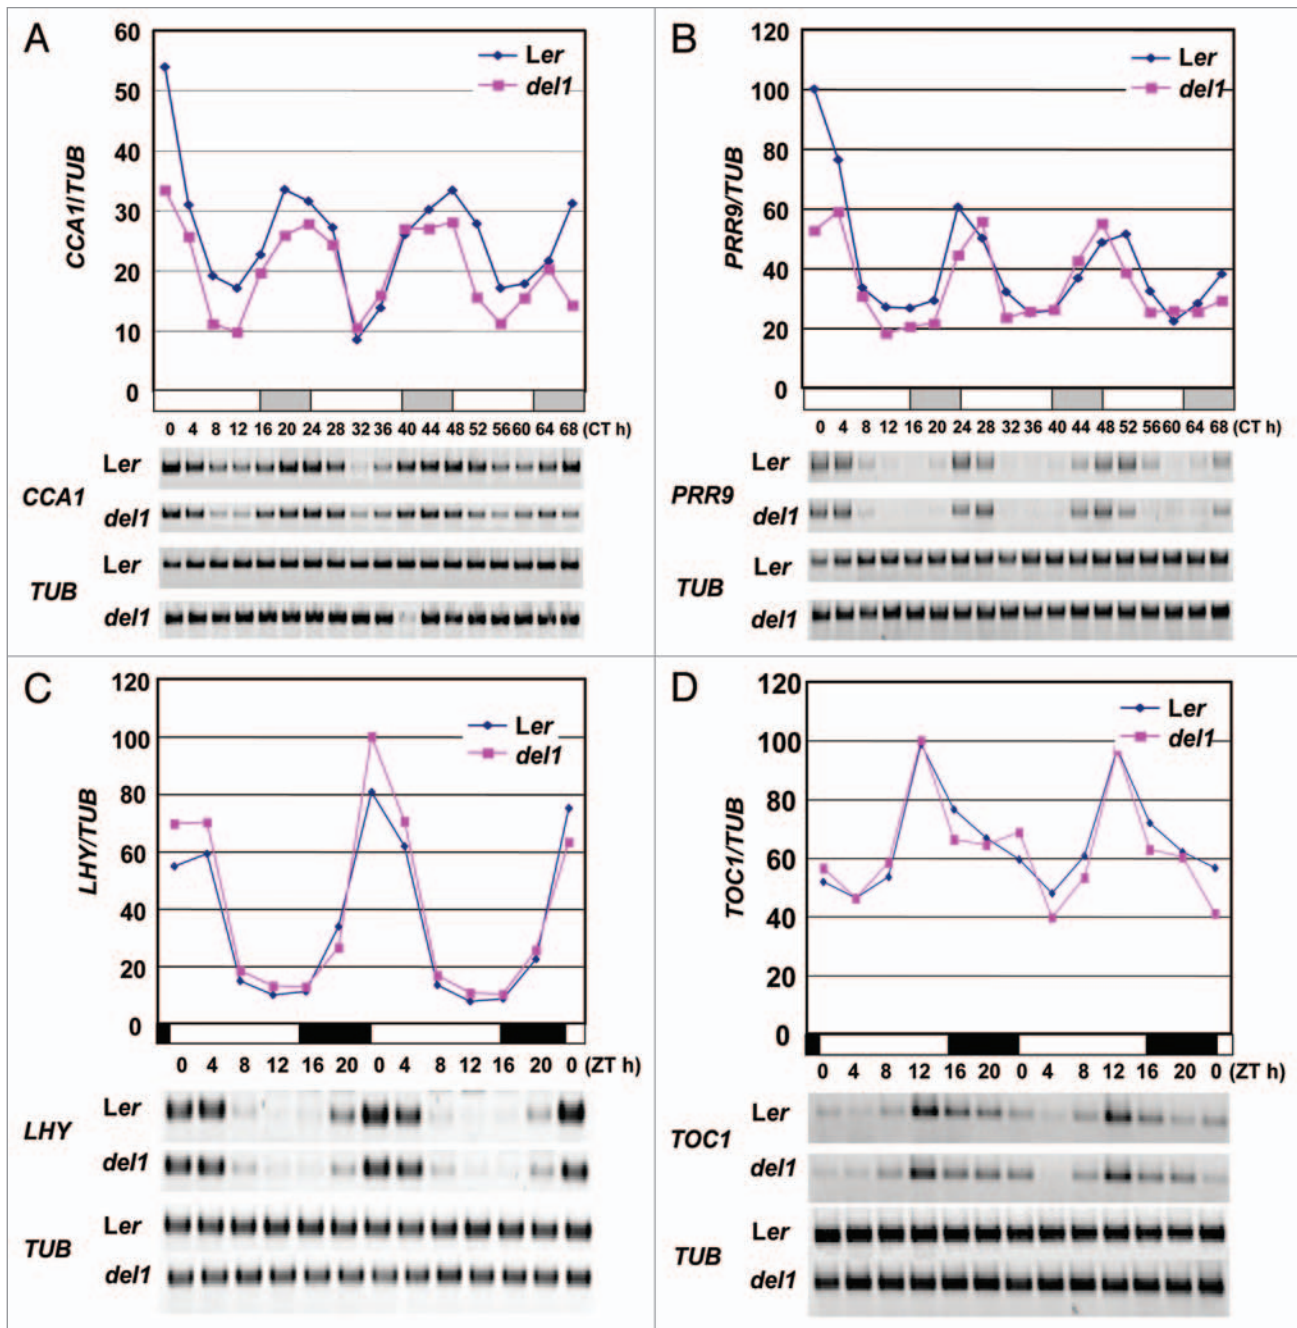 A
60
50
40
30
20
10
0
CCA1/TUB
Ler
del1
0 4 8 12 16 20 24 28 32 36 40 44 48 52 56 60 64 68 (CT h)
CCA1
Ler
del1
TUB
Ler
del1
B
120
100
80
60
40
20
0
PRR9/TUB
Ler
del1
0 4 8 12 16 20 24 28 32 36 40 44 48 52 56 60 64 68 (CT h)
PRR9
Ler
del1
TUB
Ler
del1
C
120
100
80
60
40
20
0
LHY/TUB
Ler
del1
0 4 8 12 16 20 0 4 8 12 16 20 0 (ZT h)
LHY
Ler
del1
TUB
Ler
del1
D
120
100
80
60
40
20
0
TOC1/TUB
Ler
del1
0 4 8 12 16 20 0 4 8 12 16 20 0 (ZT h)
TOC1
Ler
del1
TUB
Ler
del1